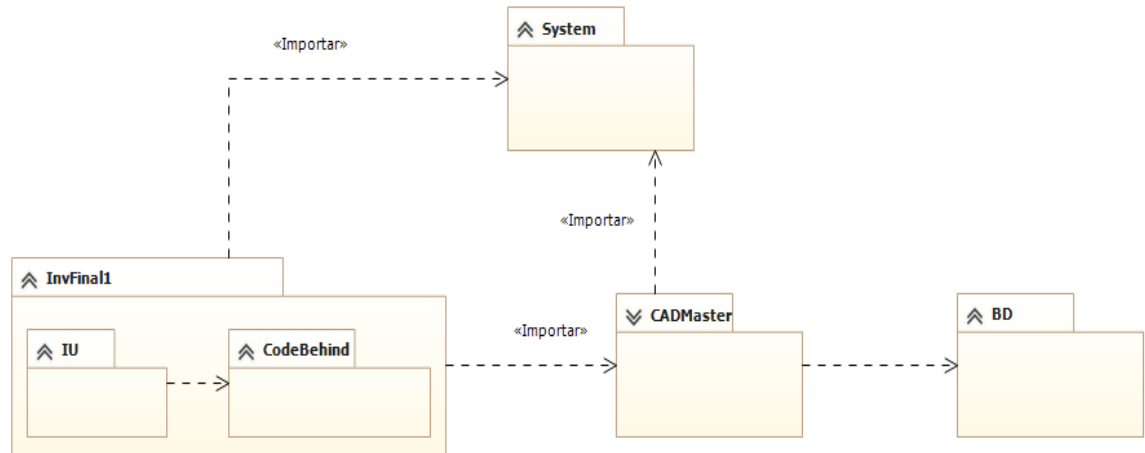 System
«Importar»
«Importar»
InvFinal1
IU
CodeBehind
«Importar»
CADMaster
BD